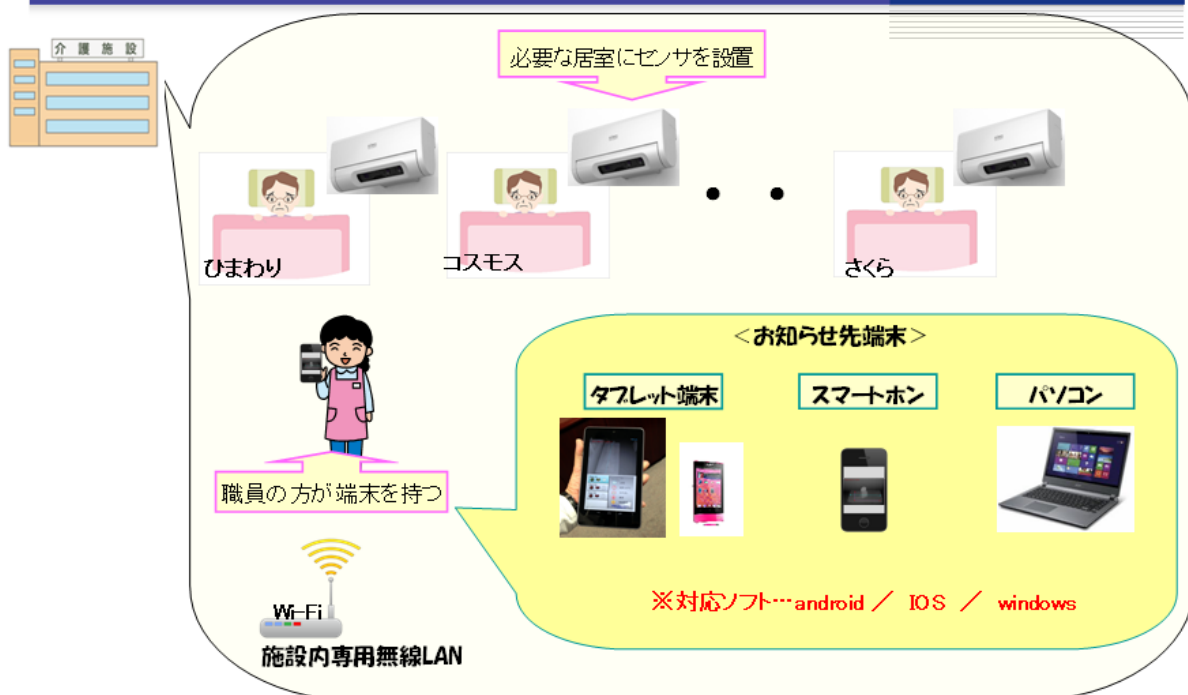 介護施設
必要な居室にセンサを設置
ひまわり
コスモス
さくら
職員の方が端末を持つ
Wi-Fi
施設内専用無線LAN
＜お知らせ先端末＞
タブレット端末
スマートホン
パソコン
※対応ソフト…android ／ IOS ／ windows